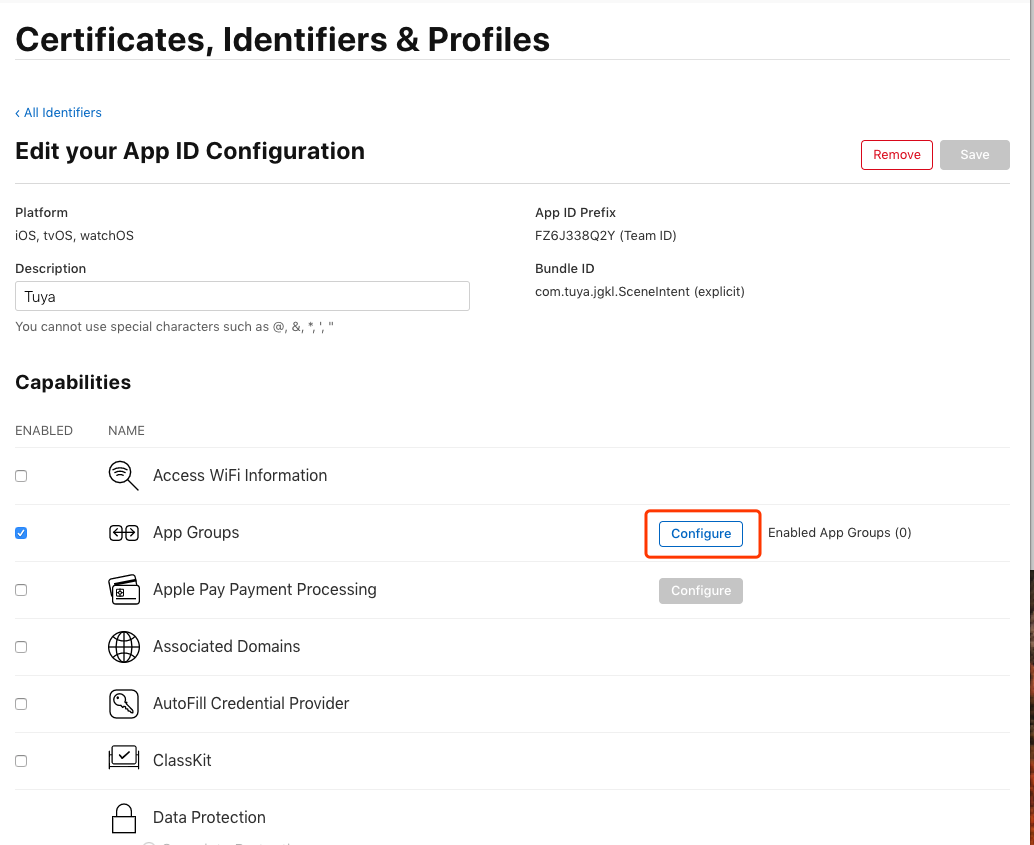 Certificates, Identifiers & Profiles
‹ All Identifiers
Edit your App ID Configuration
Remove
Save
Platform
iOS, tvOS, watchOS
App ID Prefix
FZ6J338Q2Y (Team ID)
Description
Tuya
You cannot use special characters such as @, &, *, ', "
Bundle ID
com.tuya.jgkl.SceneIntent (explicit)
Capabilities
ENABLED NAME
Access WiFi Information
App Groups Configure Enabled App Groups (0)
Apple Pay Payment Processing Configure
Associated Domains
AutoFill Credential Provider
ClassKit
Data Protection